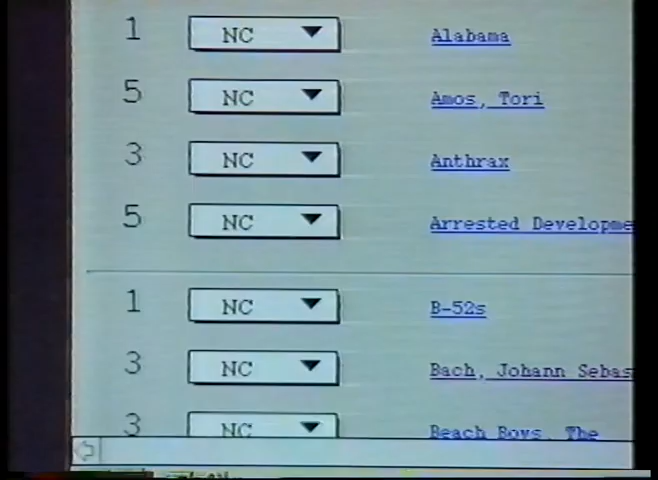 1 NC Alabama
5 NC Amos, Tori
3 NC Anthrax
5 NC Arrested Developme
1 NC B-52s
3 NC Bach, Johann Sebas
3 NC Beach Boys, The